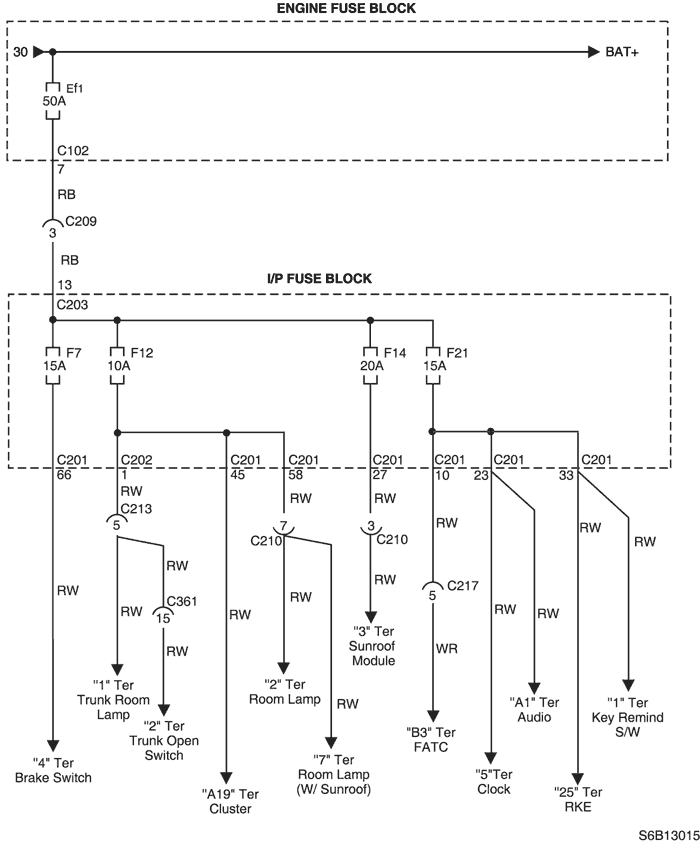 ENGINE FUSE BLOCK
30 BAT+
Ef1
50A
C102
7
RB
C209
3
RB
13
I/P FUSE BLOCK
C203
F7 F12 F14 F21
15A 10A 20A 15A
C201 C202 C201 C201 C201 C201 C201 C201
66 1 45 58 27 10 23 33
RW RW RW
C213
5 7 3 RW RW RW
C210 C210
RW
RW RW C217
5
RW C361 RW RW RW RW
15
RW
WR
"3" Ter
Sunroof
Module
"1" Ter
Trunk Room
Lamp
"2" Ter
Room Lamp
RW
"A1" Ter
Audio
"1" Ter
Key Remind
S/W
"2" Ter
Trunk Open
Switch
"B3" Ter
FATC
"4" Ter
Brake Switch
"7" Ter
Room Lamp
(W/ Sunroof)
"5"Ter
Clock
"A19" Ter
Cluster
"25" Ter
RKE
S6B13015